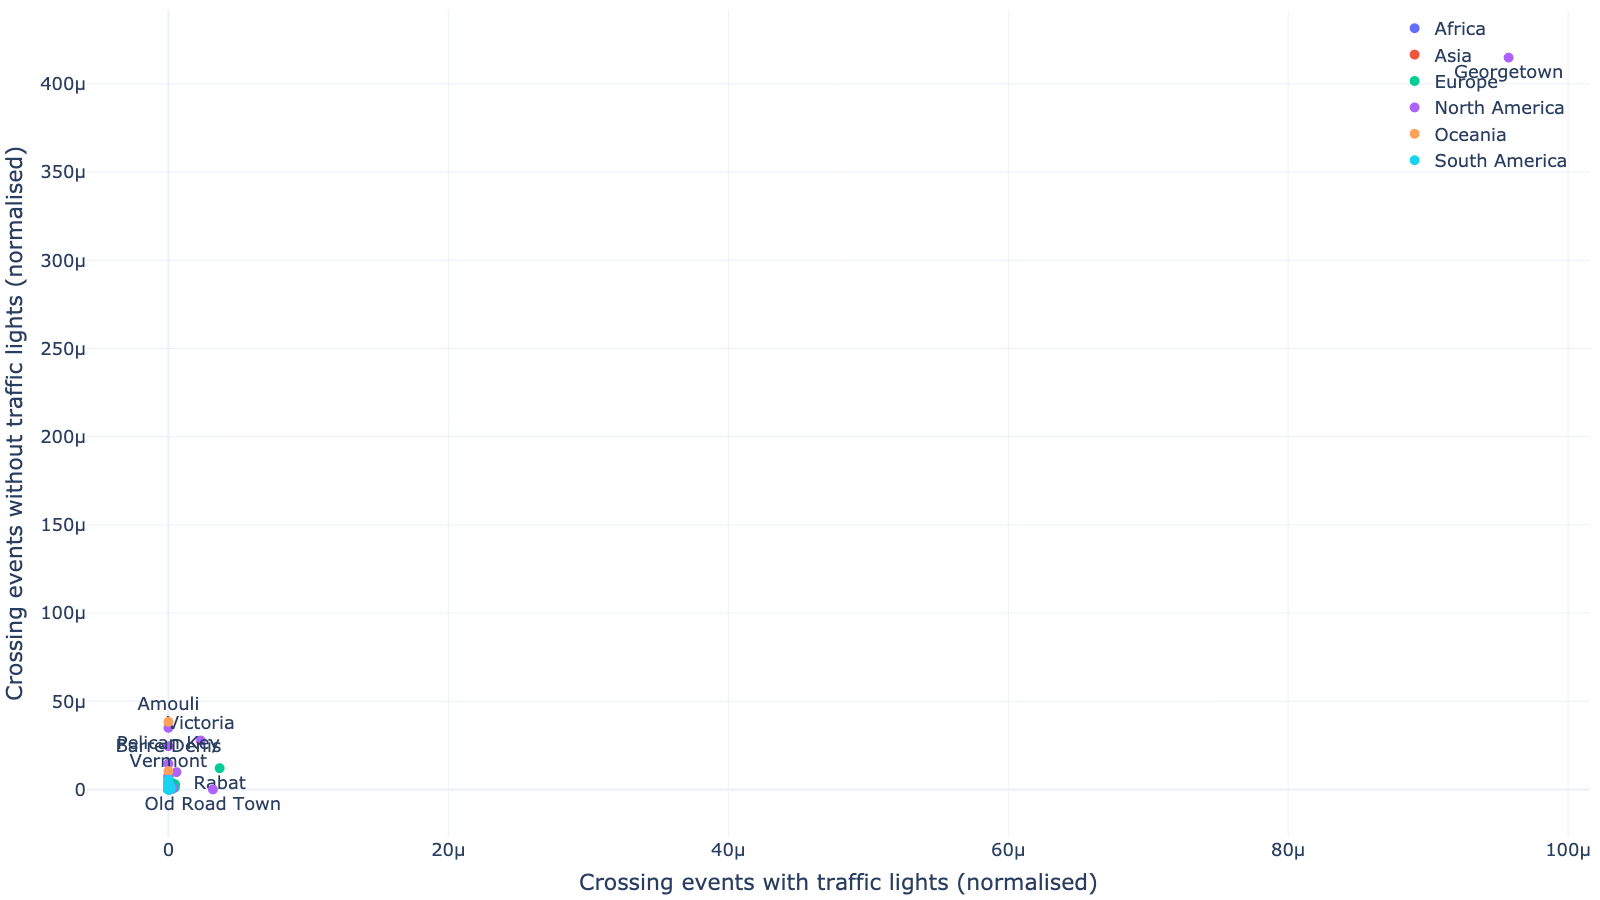 Africa
Asia
Georgetown
Europe
North America
Oceania
South America
400µ
350µ
300µ
250µ
200µ
150µ
100µ
50µ
0
Crossing events without traffic lights (normalised)
Amouli
Victoria
Pelican Key
Barre Denis
Vermont
Rabat
Old Road Town
0
20µ
40µ
60µ
80µ
100µ
Crossing events with traffic lights (normalised)